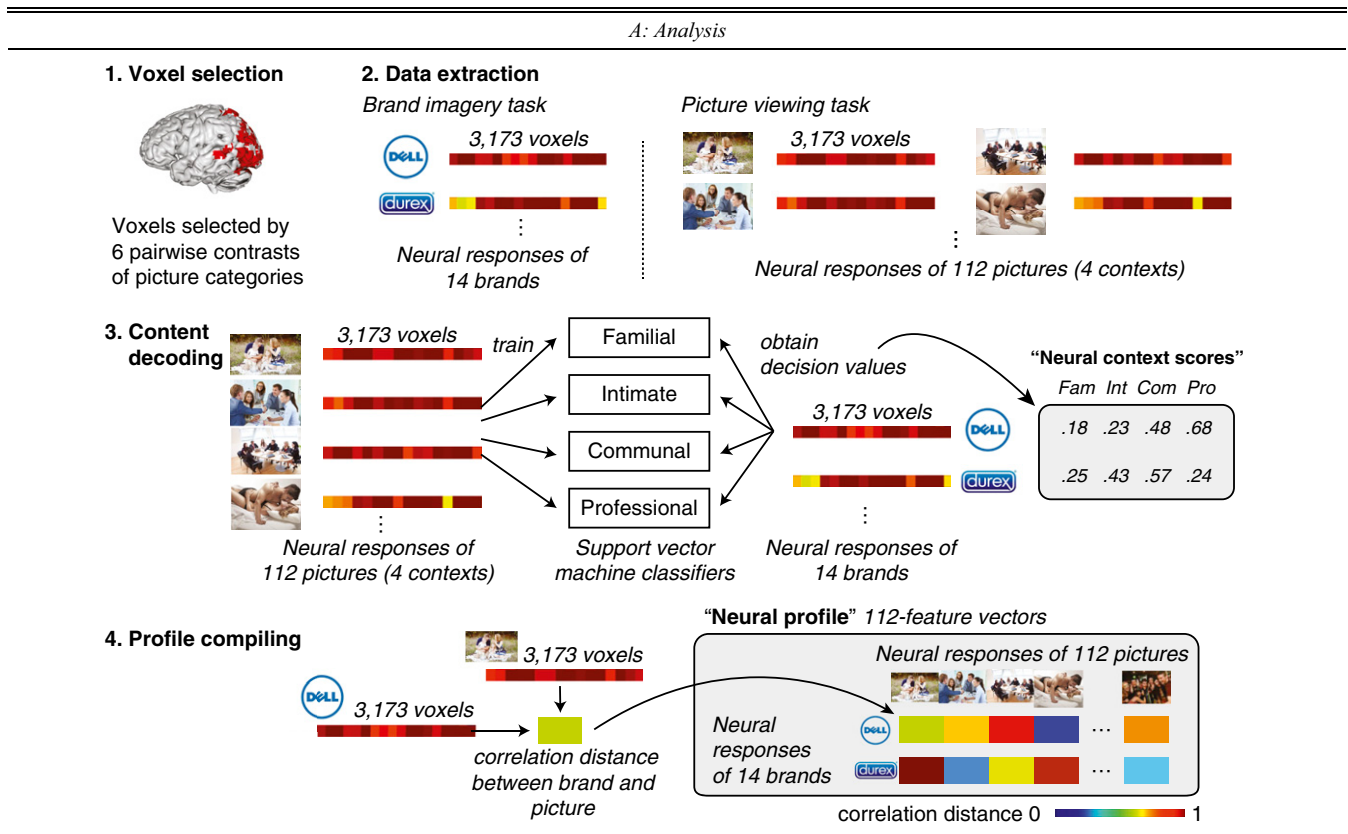 A: Analysis
1. Voxel selection
Voxels selected by
6 pairwise contrasts
of picture categories
2. Data extraction
Brand imagery task
3,173 voxels
DELL
durex
⋮
Neural responses of
14 brands
Picture viewing task
3,173 voxels
⋮
Neural responses of 112 pictures (4 contexts)
3. Content
decoding
3,173 voxels
train
⋮
Neural responses of
112 pictures (4 contexts)
Familial
Intimate
Communal
Professional
Support vector
machine classifiers
obtain
decision values
3,173 voxels
DELL
durex
⋮
Neural responses of
14 brands
“Neural context scores”
Fam Int Com Pro
.18 .23 .48 .68
.25 .43 .57 .24
4. Profile compiling
DELL
3,173 voxels
3,173 voxels
correlation distance
between brand and
picture
“Neural profile” 112-feature vectors
Neural responses of 112 pictures
Neural
responses
of 14 brands
DELL
...
durex
...
correlation distance 0 1